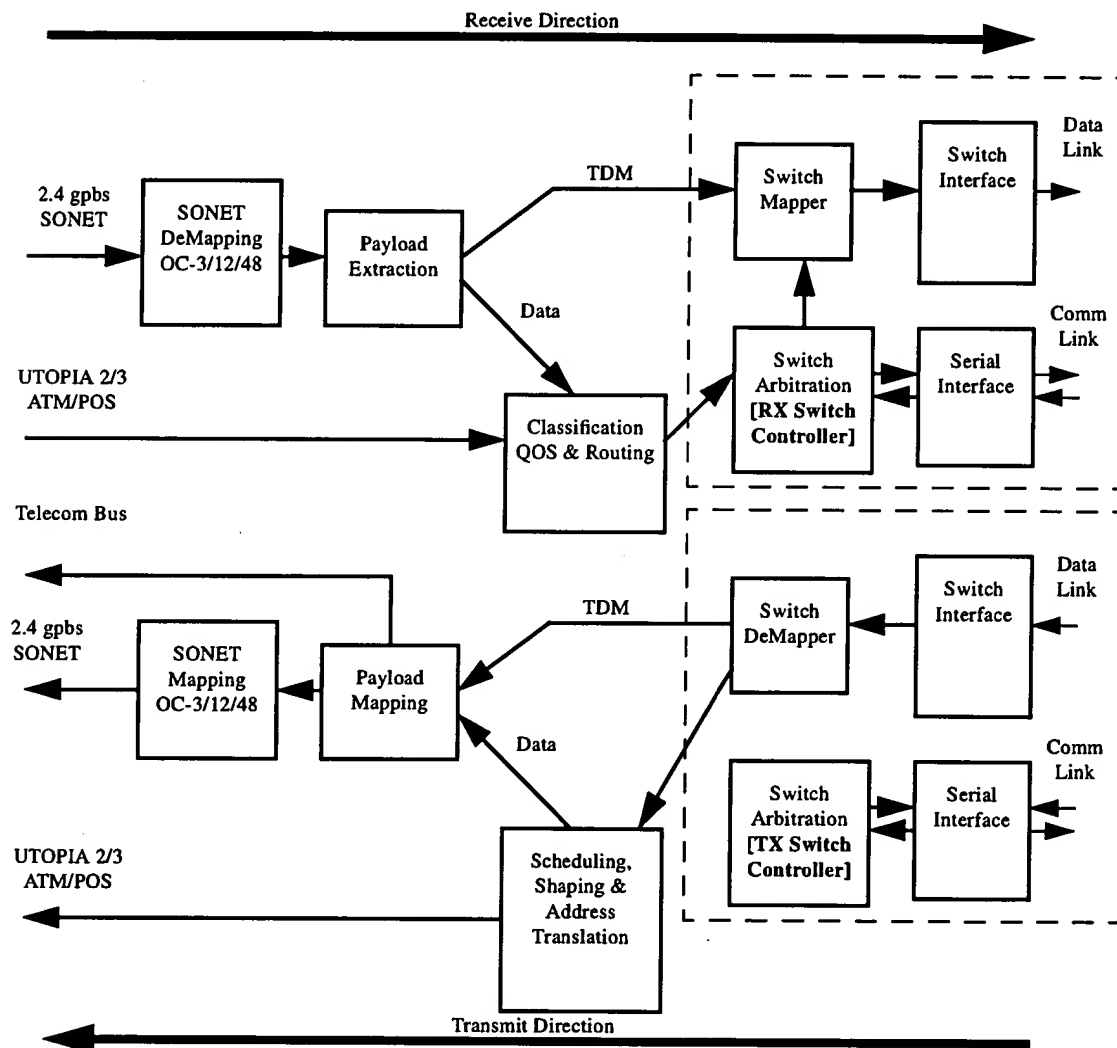 Receive Direction
2.4 gpbs
SONET
SONET
DeMapping
OC-3/12/48
Payload
Extraction
TDM
Data
Switch
Mapper
Switch
Interface
Data
Link
UTOPIA 2/3
ATM/POS
Classification
QOS & Routing
Switch
Arbitration
[RX Switch
Controller]
Serial
Interface
Comm
Link
Telecom Bus
2.4 gpbs
SONET
SONET
Mapping
OC-3/12/48
Payload
Mapping
TDM
Data
Switch
DeMapper
Switch
Interface
Data
Link
UTOPIA 2/3
ATM/POS
Scheduling,
Shaping &
Address
Translation
Switch
Arbitration
[TX Switch
Controller]
Serial
Interface
Comm
Link
Transmit Direction